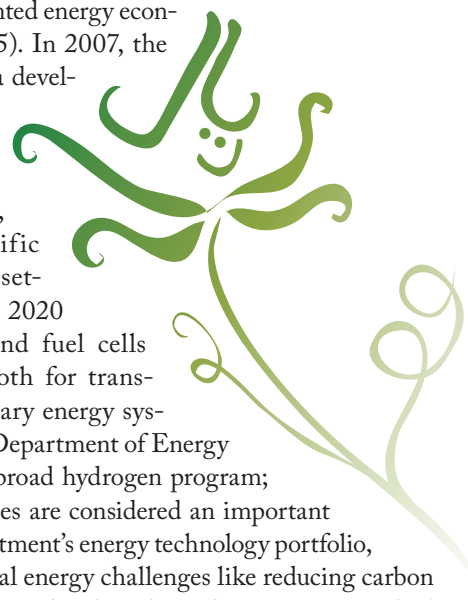 nted energy econ-
5). In 2007, the
a devel-
,
ific
set-
2020
nd fuel cells
oth for trans-
ary energy sys-
Department of Energy
broad hydrogen program;
es are considered an important
tment’s energy technology portfolio,
al energy challenges like reducing carbon